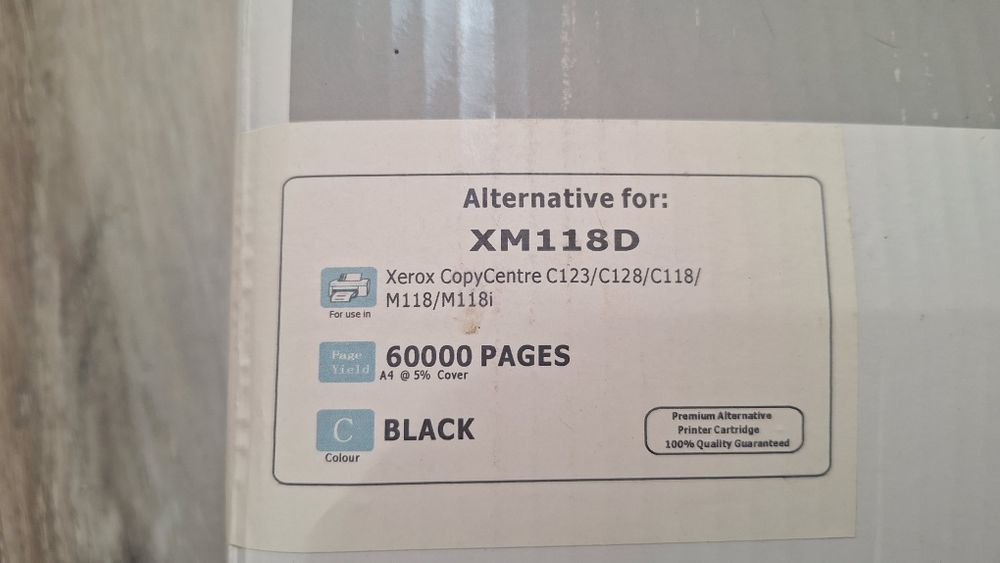 Alternative for:
XM118D
Xerox CopyCentre C123/C128/C118/
M118/M118i
For use in
Page
Yield
60000 PAGES
A4 @ 5% Cover
C
BLACK
Colour
Premium Alternative
Printer Cartridge
100% Quality Guaranteed